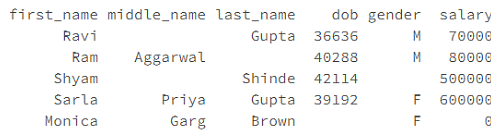 first_name middle_name last_name dob gender salary
Ravi Gupta 36636 M 70000
Ram Aggarwal 40288 M 80000
Shyam Shinde 42114 500000
Sarla Priya Gupta 39192 F 600000
Monica Garg Brown F 0